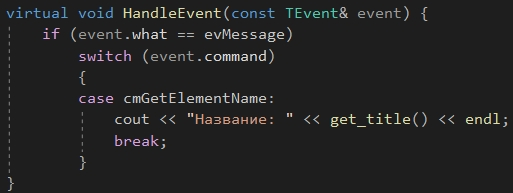 virtual void HandleEvent(const TEvent& event) {
if (event.what == evMessage)
switch (event.command)
{
case cmGetElementName:
cout << "Название: " << get_title() << endl;
break;
}
}